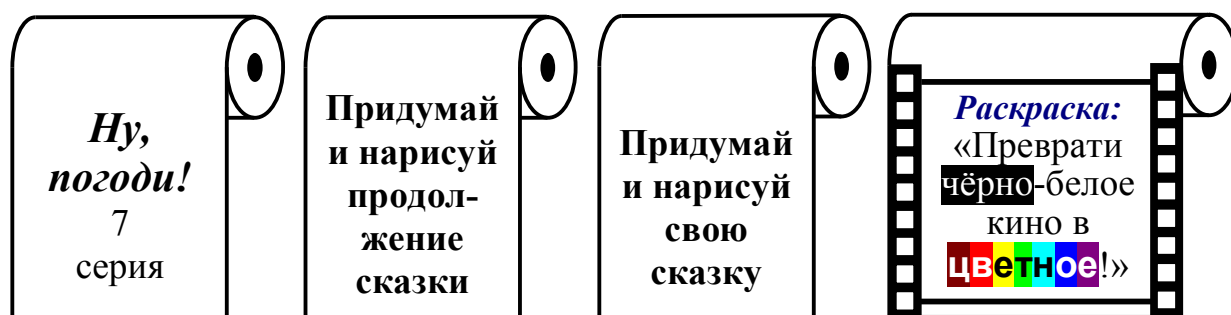 Ну,
погоди!
7
серия
Придумай
и нарисуй
продол-
жение
сказки
Придумай
и нарисуй
свою
сказку
Раскраска:
«Преврати
чёрно-белое
кино в
цветное!»